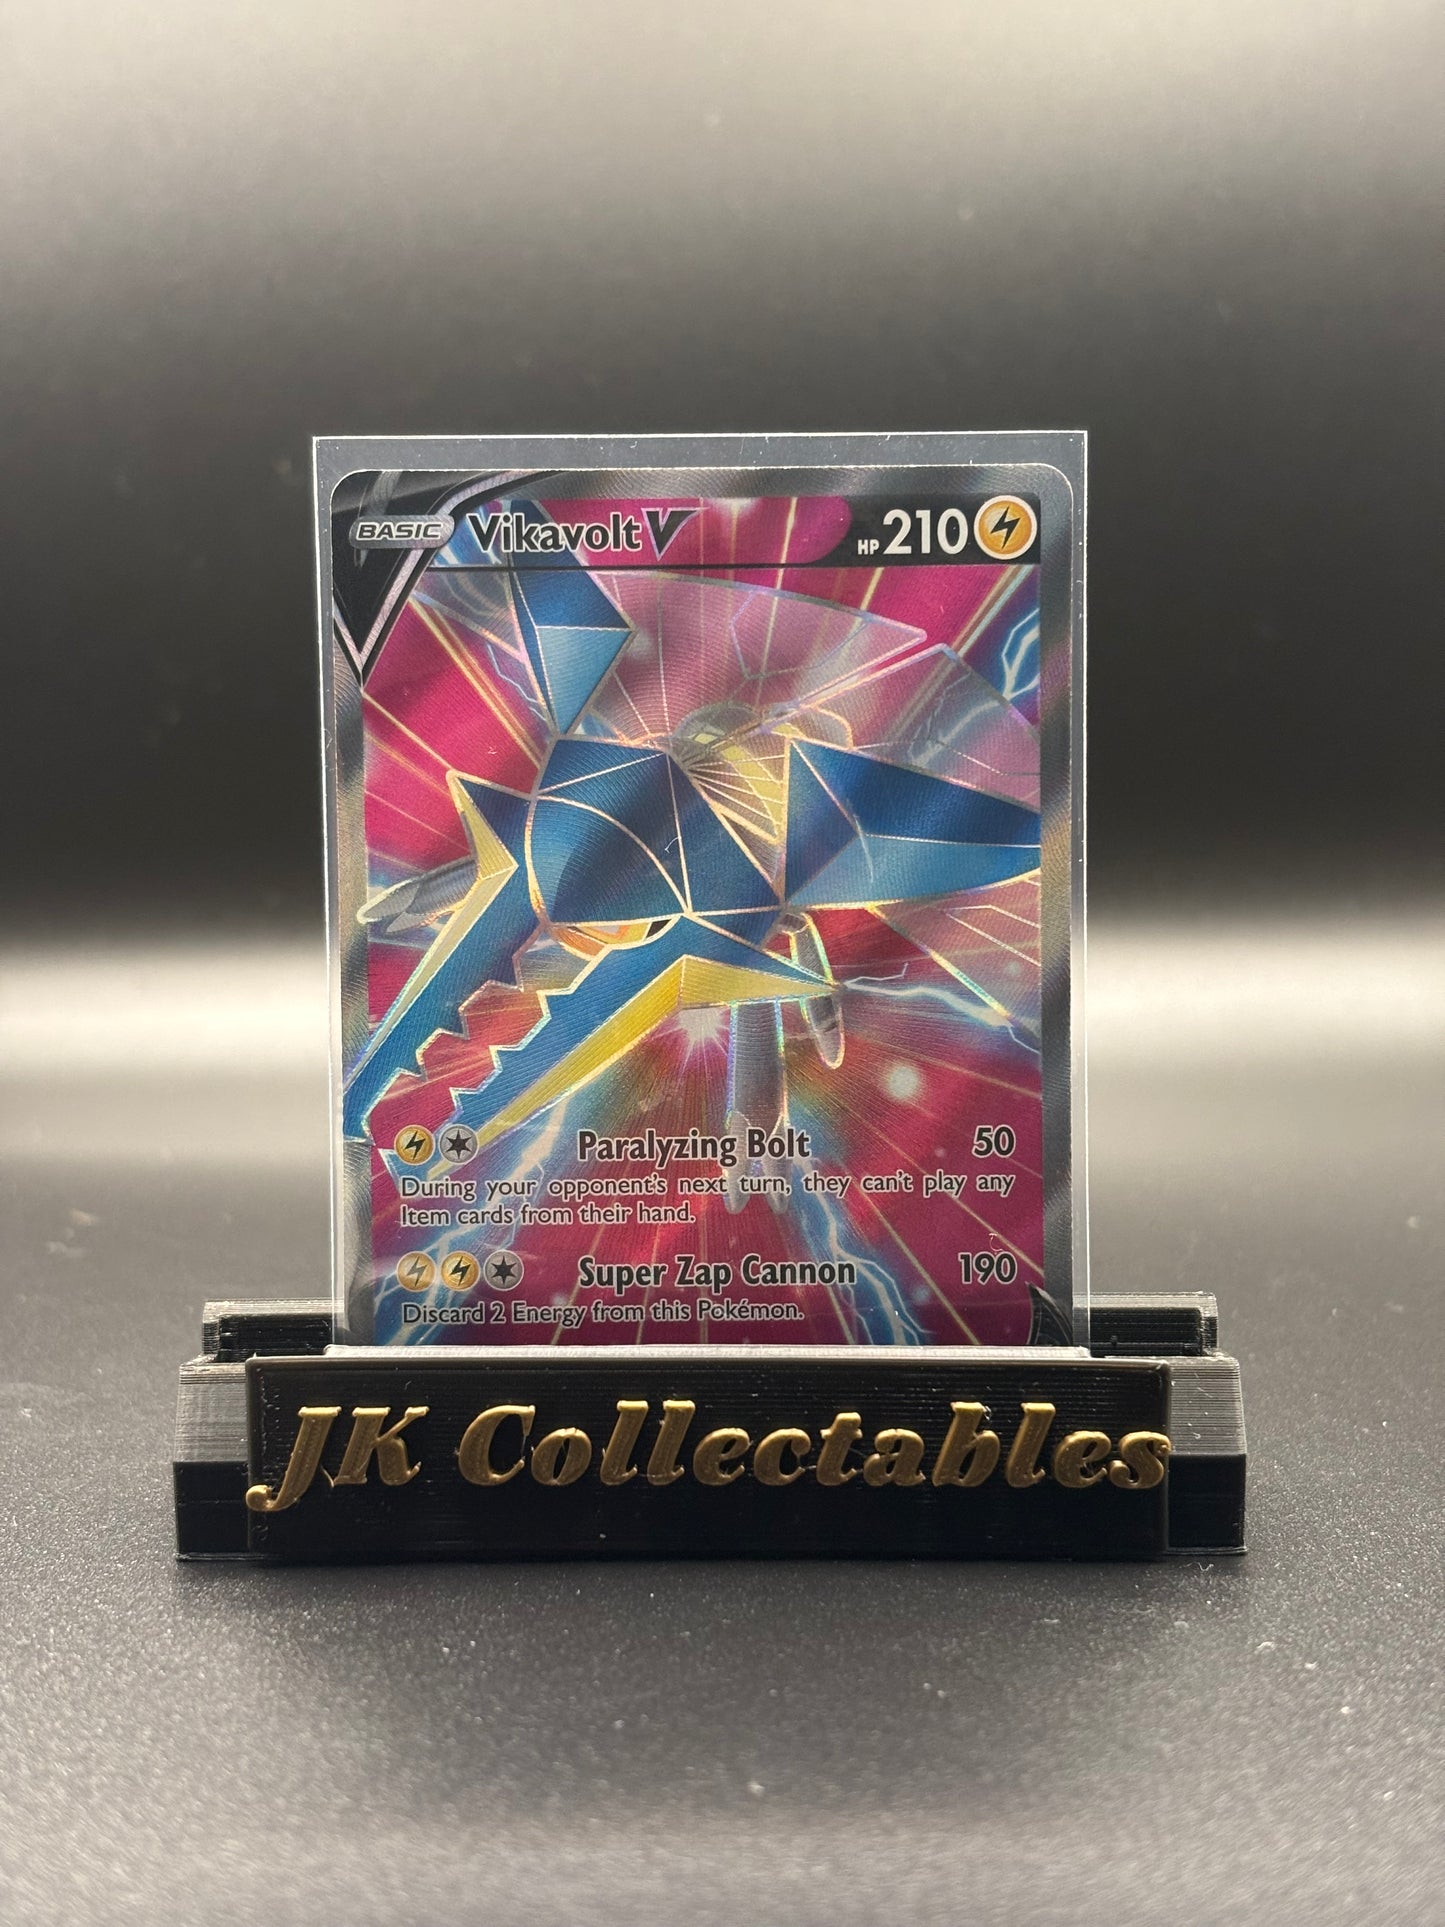 BASIC Vikavolt V HP 210
Paralyzing Bolt 50
During your opponent's next turn, they can't play any
Item cards from their hand.
Super Zap Cannon 190
Discard 2 Energy from this Pokémon.
JK Collectables